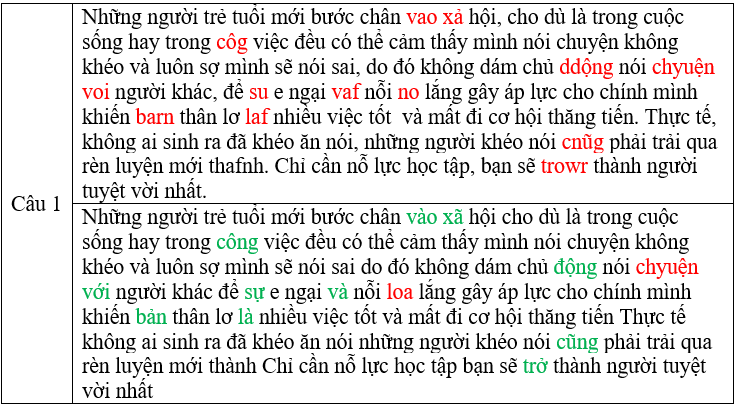 Những người trẻ tuổi mới bước chân vao xả hội, cho dù là trong cuộc
sống hay trong côg việc đều có thể cảm thấy mình nói chuyện không
khéo và luôn sợ mình sẽ nói sai, do đó không dám chủ ddộng nói chyuện
voi người khác, để su e ngại vaf nỗi no lắng gây áp lực cho chính mình
khiến barn thân lơ laf nhiều việc tốt và mất đi cơ hội thăng tiến. Thực tế,
không ai sinh ra đã khéo ăn nói, những người khéo nói cnũg phải trải qua
rèn luyện mới thafnh. Chỉ cần nỗ lực học tập, bạn sẽ trowr thành người
tuyệt vời nhất.
Câu 1
Những người trẻ tuổi mới bước chân vào xã hội cho dù là trong cuộc
sống hay trong công việc đều có thể cảm thấy mình nói chuyện không
khéo và luôn sợ mình sẽ nói sai do đó không dám chủ động nói chyuện
với người khác để sự e ngại và nỗi loa lắng gây áp lực cho chính mình
khiến bản thân lơ là nhiều việc tốt và mất đi cơ hội thăng tiến Thực tế
không ai sinh ra đã khéo ăn nói những người khéo nói cũng phải trải qua
rèn luyện mới thành Chỉ cần nỗ lực học tập bạn sẽ trở thành người tuyệt
vời nhất